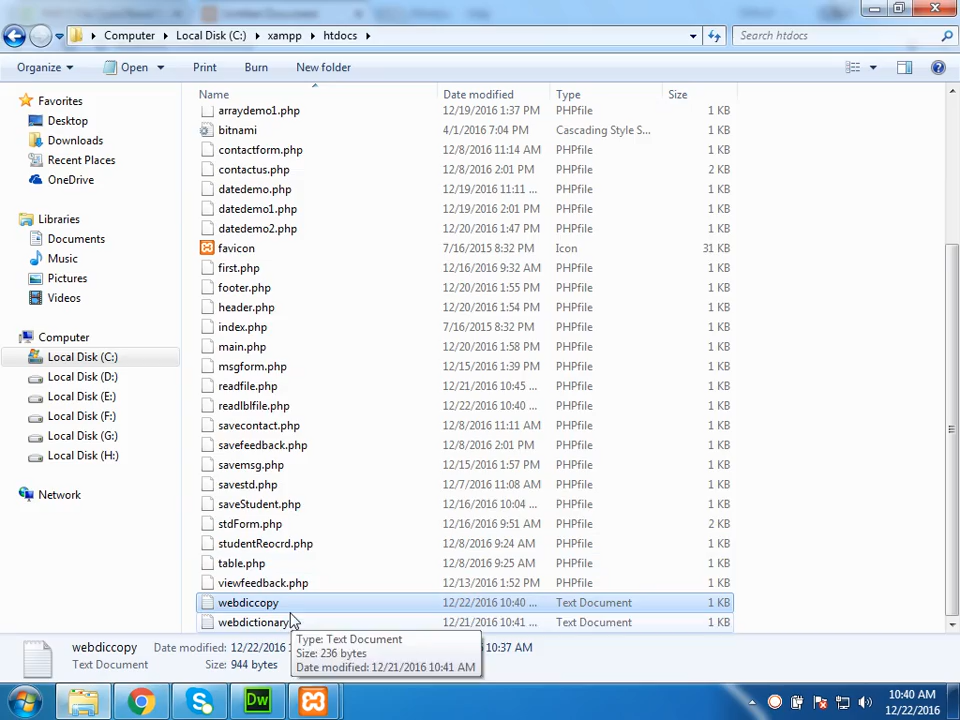 Computer Local Disk (C:) xampp htdocs Search htdocs
Organize Open Print Burn New folder
Name Date modified Type Size
Favorites
Desktop
Downloads
Recent Places
OneDrive
Libraries
Documents
Music
Pictures
Videos
Computer
Local Disk (C:)
Local Disk (D:)
Local Disk (E:)
Local Disk (F:)
Local Disk (G:)
Local Disk (H:)
Network
arraydemo1.php 12/19/2016 1:37 PM PHPfile 1 KB
bitnami 4/1/2016 7:04 PM Cascading Style S... 1 KB
contactform.php 12/8/2016 11:14 AM PHPfile 1 KB
contactus.php 12/8/2016 2:01 PM PHPfile 2 KB
datedemo.php 12/19/2016 11:11 ... PHPfile 1 KB
datedemo1.php 12/19/2016 2:01 PM PHPfile 1 KB
datedemo2.php 12/20/2016 1:47 PM PHPfile 1 KB
favicon 7/16/2015 8:32 PM Icon 31 KB
first.php 12/16/2016 9:32 AM PHPfile 1 KB
footer.php 12/20/2016 1:55 PM PHPfile 1 KB
header.php 12/20/2016 1:54 PM PHPfile 1 KB
index.php 7/16/2015 8:32 PM PHPfile 1 KB
main.php 12/20/2016 1:58 PM PHPfile 1 KB
msgform.php 12/15/2016 1:39 PM PHPfile 1 KB
readfile.php 12/21/2016 10:45 ... PHPfile 1 KB
readlblfile.php 12/22/2016 10:40 ... PHPfile 1 KB
savecontact.php 12/8/2016 11:11 AM PHPfile 1 KB
savefeedback.php 12/8/2016 2:01 PM PHPfile 1 KB
savemsg.php 12/15/2016 1:57 PM PHPfile 1 KB
savestd.php 12/7/2016 11:08 AM PHPfile 1 KB
saveStudent.php 12/16/2016 10:04 ... PHPfile 1 KB
stdForm.php 12/16/2016 9:51 AM PHPfile 2 KB
studentReocrd.php 12/8/2016 9:24 AM PHPfile 1 KB
table.php 12/8/2016 9:25 AM PHPfile 1 KB
viewfeedback.php 12/13/2016 1:52 PM PHPfile 1 KB
webdiccopy 12/22/2016 10:40 ... Text Document 1 KB
webdictionary 12/21/2016 10:41 ... Text Document 1 KB
Type: Text Document
Size: 236 bytes
Date modified: 12/21/2016 10:41 AM
webdiccopy Date modified: 12/22/2016 10:37 AM
Text Document Size: 944 bytes
Dw
10:40 AM
12/22/2016